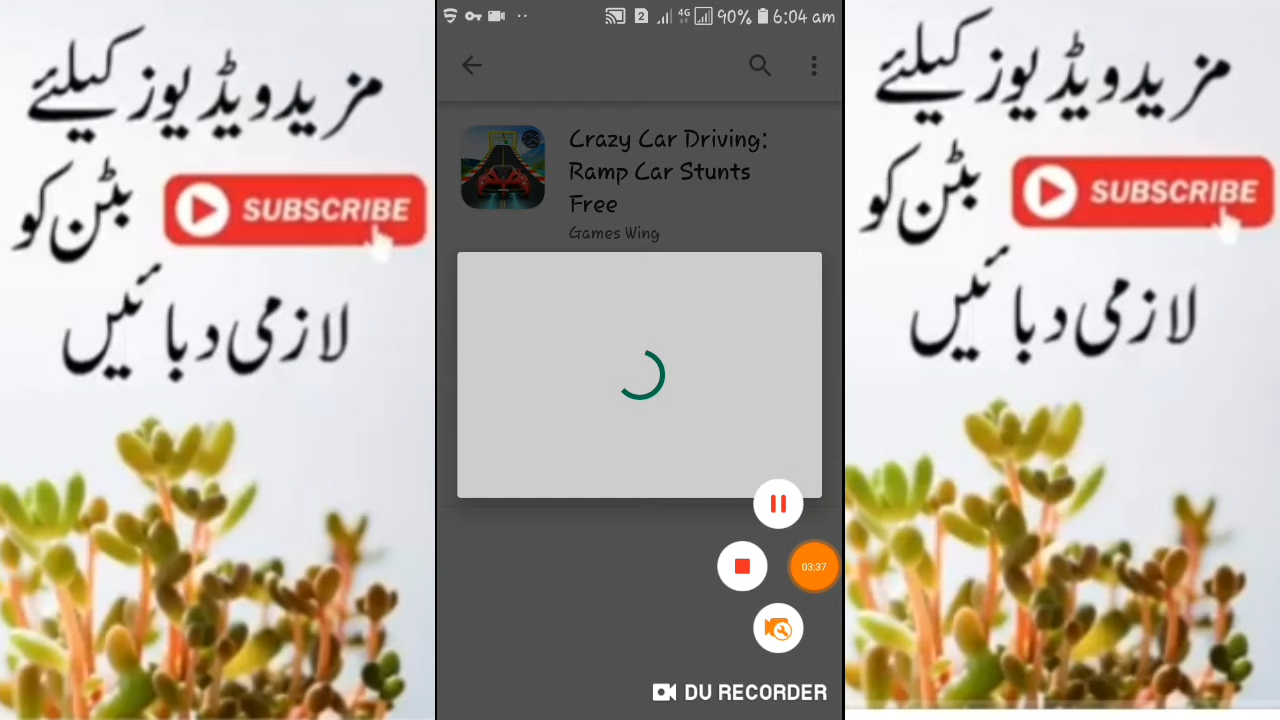 مزید ویڈیوز کیلئے
SUBSCRIBE بٹن کو
لازمی دبائیں
2 4G 90% 6:04 am
Crazy Car Driving:
Ramp Car Stunts
Free
Games Wing
03:37
DU RECORDER
مزید ویڈیوز کیلئے
SUBSCRIBE بٹن کو
لازمی دبائیں